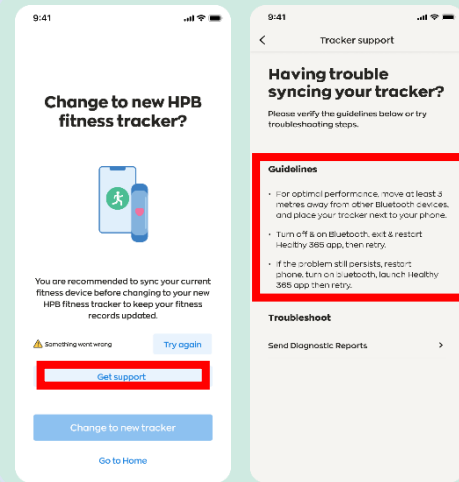 9:41
Change to new HPB
fitness tracker?
You are recommended to sync your current
fitness device before changing to your new
HPB fitness tracker to keep your fitness
records updated.
Something went wrong
Try again
Get support
Change to new tracker
Go to Home
9:41
Tracker support
Having trouble
syncing your tracker?
Please verify the guidelines below or try
troubleshooting steps.
Guidelines
• For optimal performance, move at least 3
metres away from other Bluetooth devices,
and place your tracker next to your phone.
• Turn off & on Bluetooth, exit & restart
Healthy 365 app, then retry.
• If the problem still persists, restart
phone, turn on bluetooth, launch Healthy
365 app then retry.
Troubleshoot
Send Diagnostic Reports